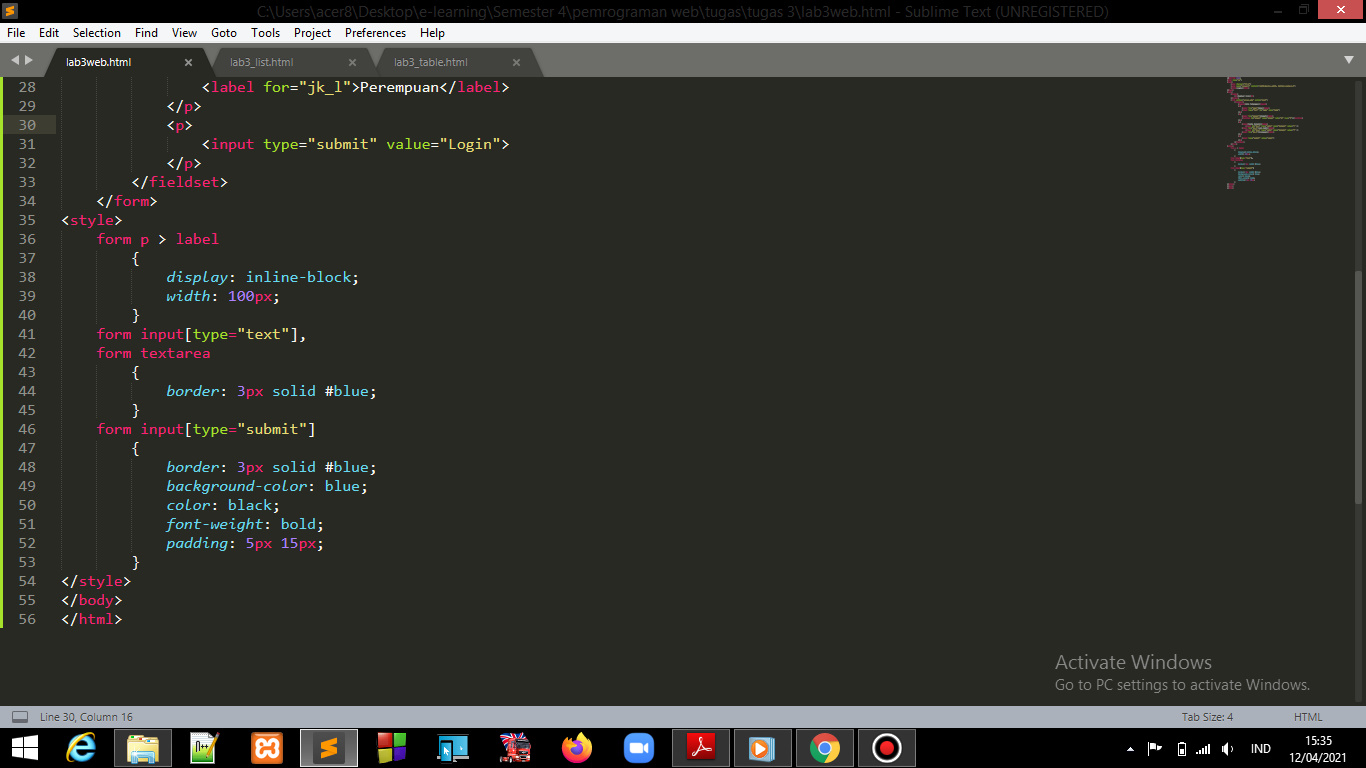 C:\Users\acer8\Desktop\e-learning\Semester 4\pemrograman web\tugas\tugas 3\lab3web.html - Sublime Text (UNREGISTERED)
File Edit Selection Find View Goto Tools Project Preferences Help
lab3web.html × lab3_list.html × lab3_table.html ×
28 <label for="jk_l">Perempuan</label>
29 </p>
30 <p>
31 <input type="submit" value="Login">
32 </p>
33 </fieldset>
34 </form>
35 <style>
36 form p > label
37 {
38 display: inline-block;
39 width: 100px;
40 }
41 form input[type="text"],
42 form textarea
43 {
44 border: 3px solid #blue;
45 }
46 form input[type="submit"]
47 {
48 border: 3px solid #blue;
49 background-color: blue;
50 color: black;
51 font-weight: bold;
52 padding: 5px 15px;
53 }
54 </style>
55 </body>
56 </html>
Activate Windows
Go to PC settings to activate Windows.
Line 30, Column 16 Tab Size: 4 HTML
IND 15:35
12/04/2021